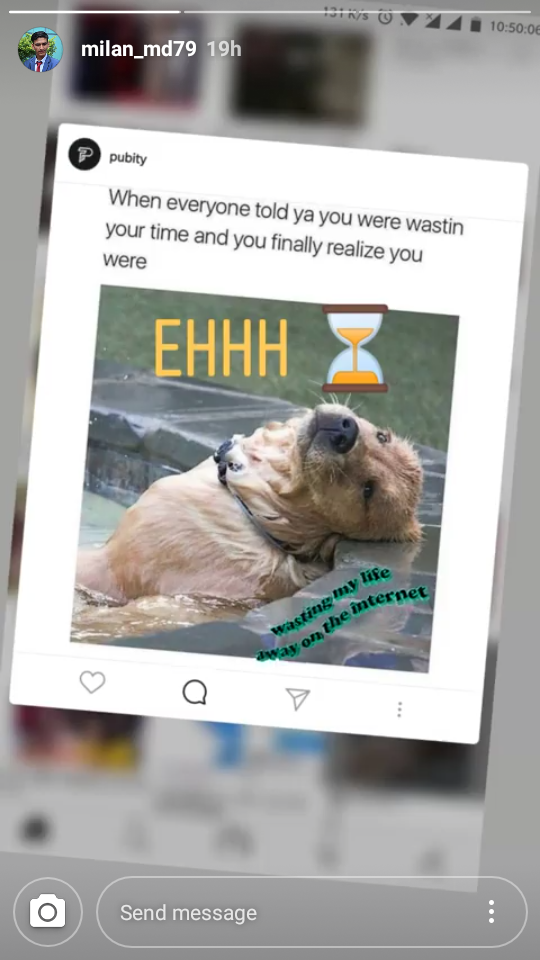 131 K/s
10:50:06
milan_md79 19h
pubity
When everyone told ya you were wastin
your time and you finally realize you
were
EHHH
wasting my life
away on the internet
Send message